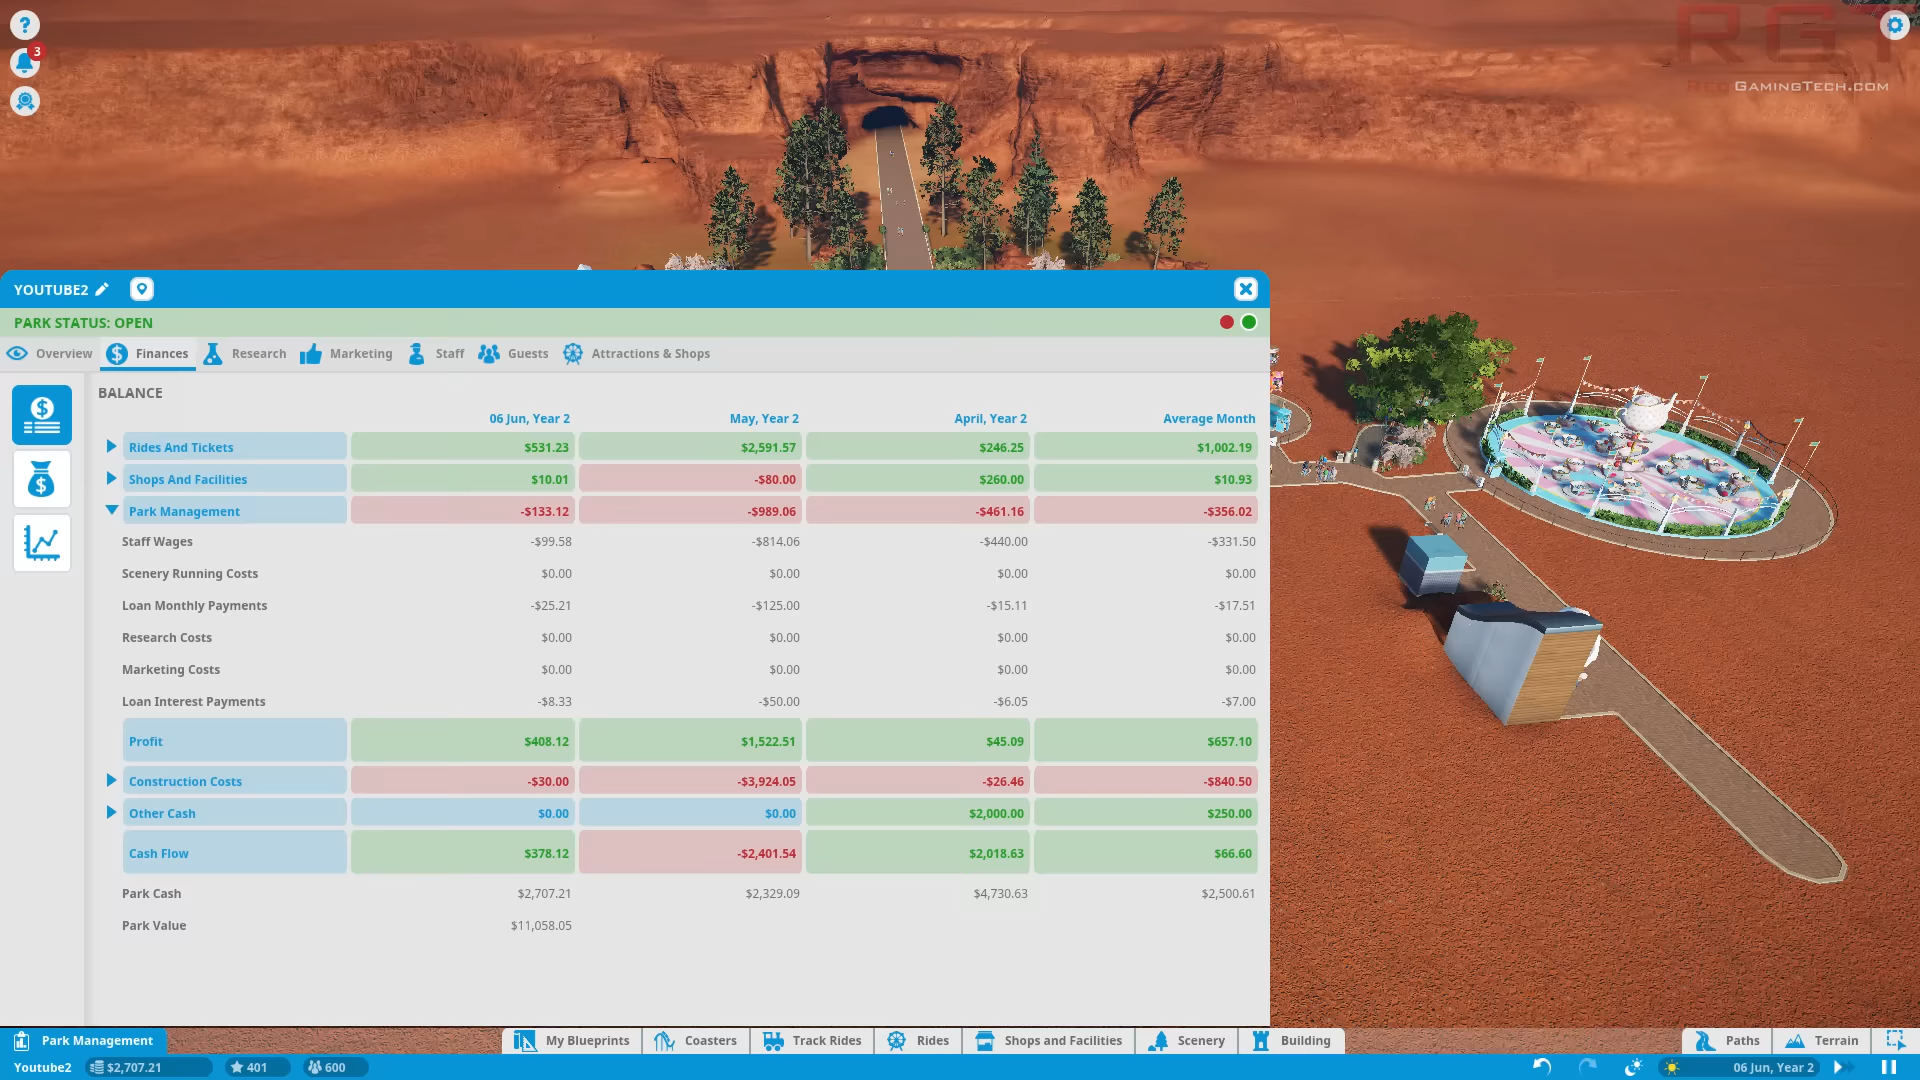 ?
3
RGT
RED GAMINGTECH.COM
YOUTUBE2
PARK STATUS: OPEN
Overview Finances Research Marketing Staff Guests Attractions & Shops
BALANCE
06 Jun, Year 2 May, Year 2 April, Year 2 Average Month
Rides And Tickets $531.23 $2,591.57 $246.25 $1,002.19
Shops And Facilities $10.01 -$80.00 $260.00 $10.93
Park Management -$133.12 -$989.06 -$461.16 -$356.02
Staff Wages -$99.58 -$814.06 -$440.00 -$331.50
Scenery Running Costs $0.00 $0.00 $0.00 $0.00
Loan Monthly Payments -$25.21 -$125.00 -$15.11 -$17.51
Research Costs $0.00 $0.00 $0.00 $0.00
Marketing Costs $0.00 $0.00 $0.00 $0.00
Loan Interest Payments -$8.33 -$50.00 -$6.05 -$7.00
Profit $408.12 $1,522.51 $45.09 $657.10
Construction Costs -$30.00 -$3,924.05 -$26.46 -$840.50
Other Cash $0.00 $0.00 $2,000.00 $250.00
Cash Flow $378.12 -$2,401.54 $2,018.63 $66.60
Park Cash $2,707.21 $2,329.09 $4,730.63 $2,500.61
Park Value $11,058.05
Park Management My Blueprints Coasters Track Rides Rides Shops and Facilities Scenery Building Paths Terrain
Youtube2 $2,707.21 401 600 06 Jun, Year 2